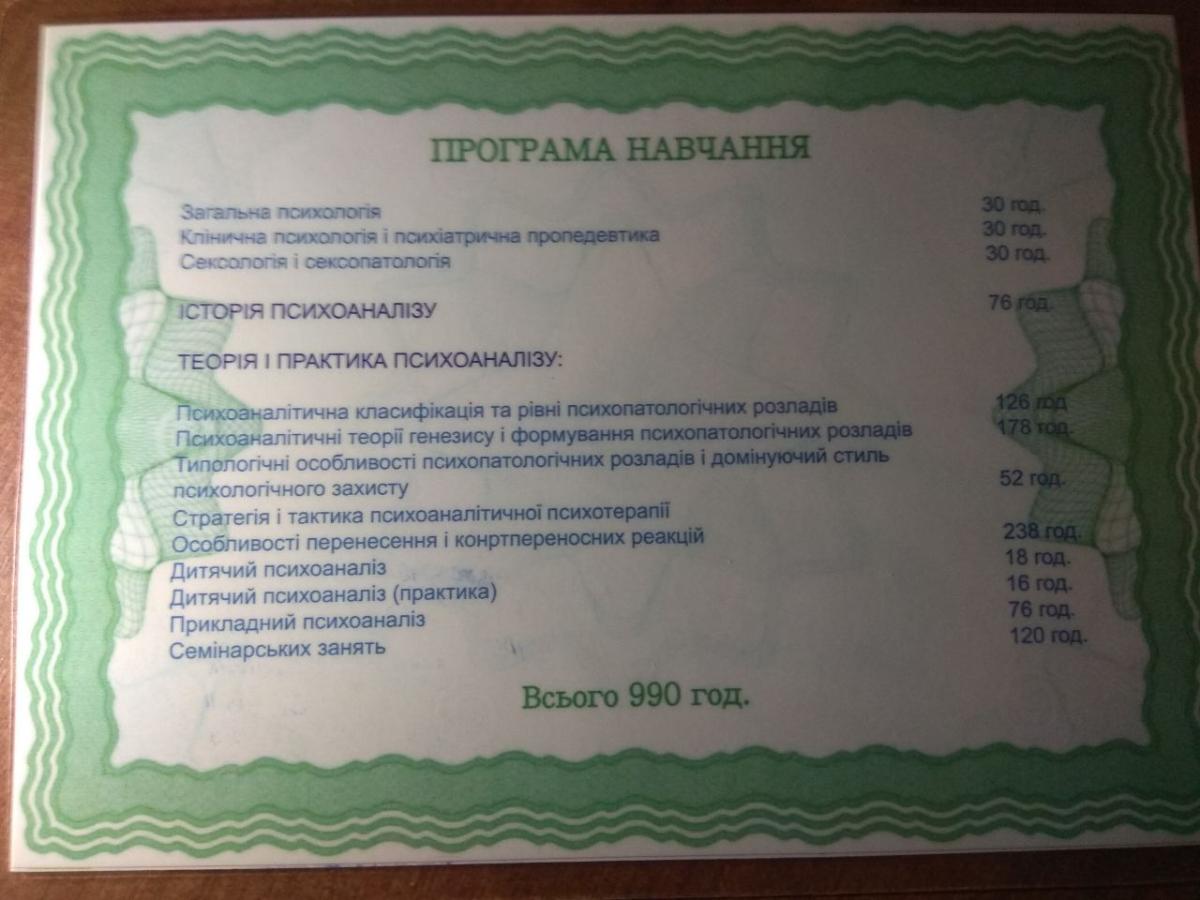 ПРОГРАМА НАВЧАННЯ
Загальна психологія 30 год.
Клінична психологія і психіатрична пропедевтика 30 год.
Сексологія і сексопатологія 30 год.
ІСТОРІЯ ПСИХОАНАЛІЗУ 76 год.
ТЕОРІЯ І ПРАКТИКА ПСИХОАНАЛІЗУ:
Психоаналітична класифікація та рівні психопатологічних розладів 126 год
Психоаналітичні теорії генезису і формування психопатологічних розладів 178 год.
Типологічні особливості психопатологічних розладів і домінуючий стиль
психологічного захисту 52 год.
Стратегія і тактика психоаналітичної психотерапії
Особливості перенесення і конртпереносних реакцій 238 год.
Дитячий психоаналіз 18 год.
Дитячий психоаналіз (практика) 16 год.
Прикладний психоаналіз 76 год.
Семінарських занять 120 год.
Всього 990 год.